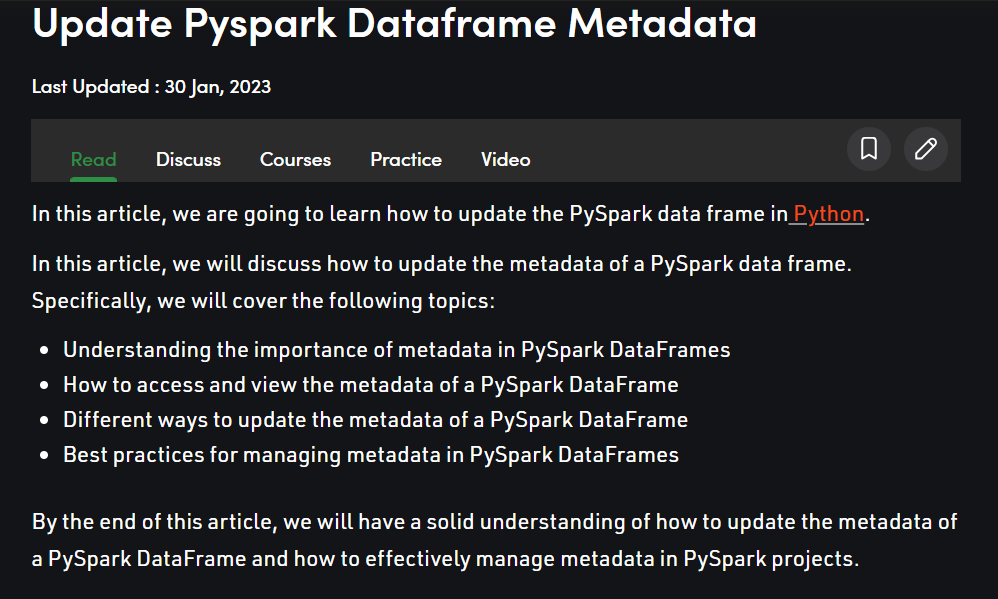 Update Pyspark Dataframe Metadata
Last Updated : 30 Jan, 2023
Read Discuss Courses Practice Video
In this article, we are going to learn how to update the PySpark data frame in Python.
In this article, we will discuss how to update the metadata of a PySpark data frame.
Specifically, we will cover the following topics:
• Understanding the importance of metadata in PySpark DataFrames
• How to access and view the metadata of a PySpark DataFrame
• Different ways to update the metadata of a PySpark DataFrame
• Best practices for managing metadata in PySpark DataFrames
By the end of this article, we will have a solid understanding of how to update the metadata of
a PySpark DataFrame and how to effectively manage metadata in PySpark projects.